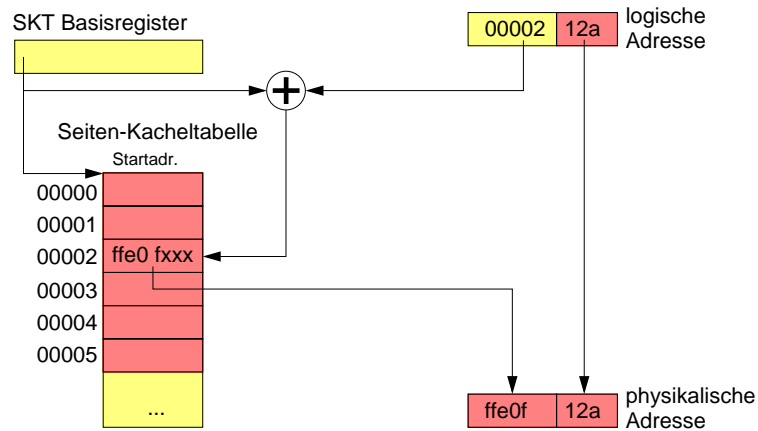 SKT Basisregister
00002 12a
logische
Adresse
+
Seiten-Kacheltabelle
Startadr.
00000
00001
00002 ffe0 fxxx
00003
00004
00005
...
ffe0f 12a
physikalische
Adresse